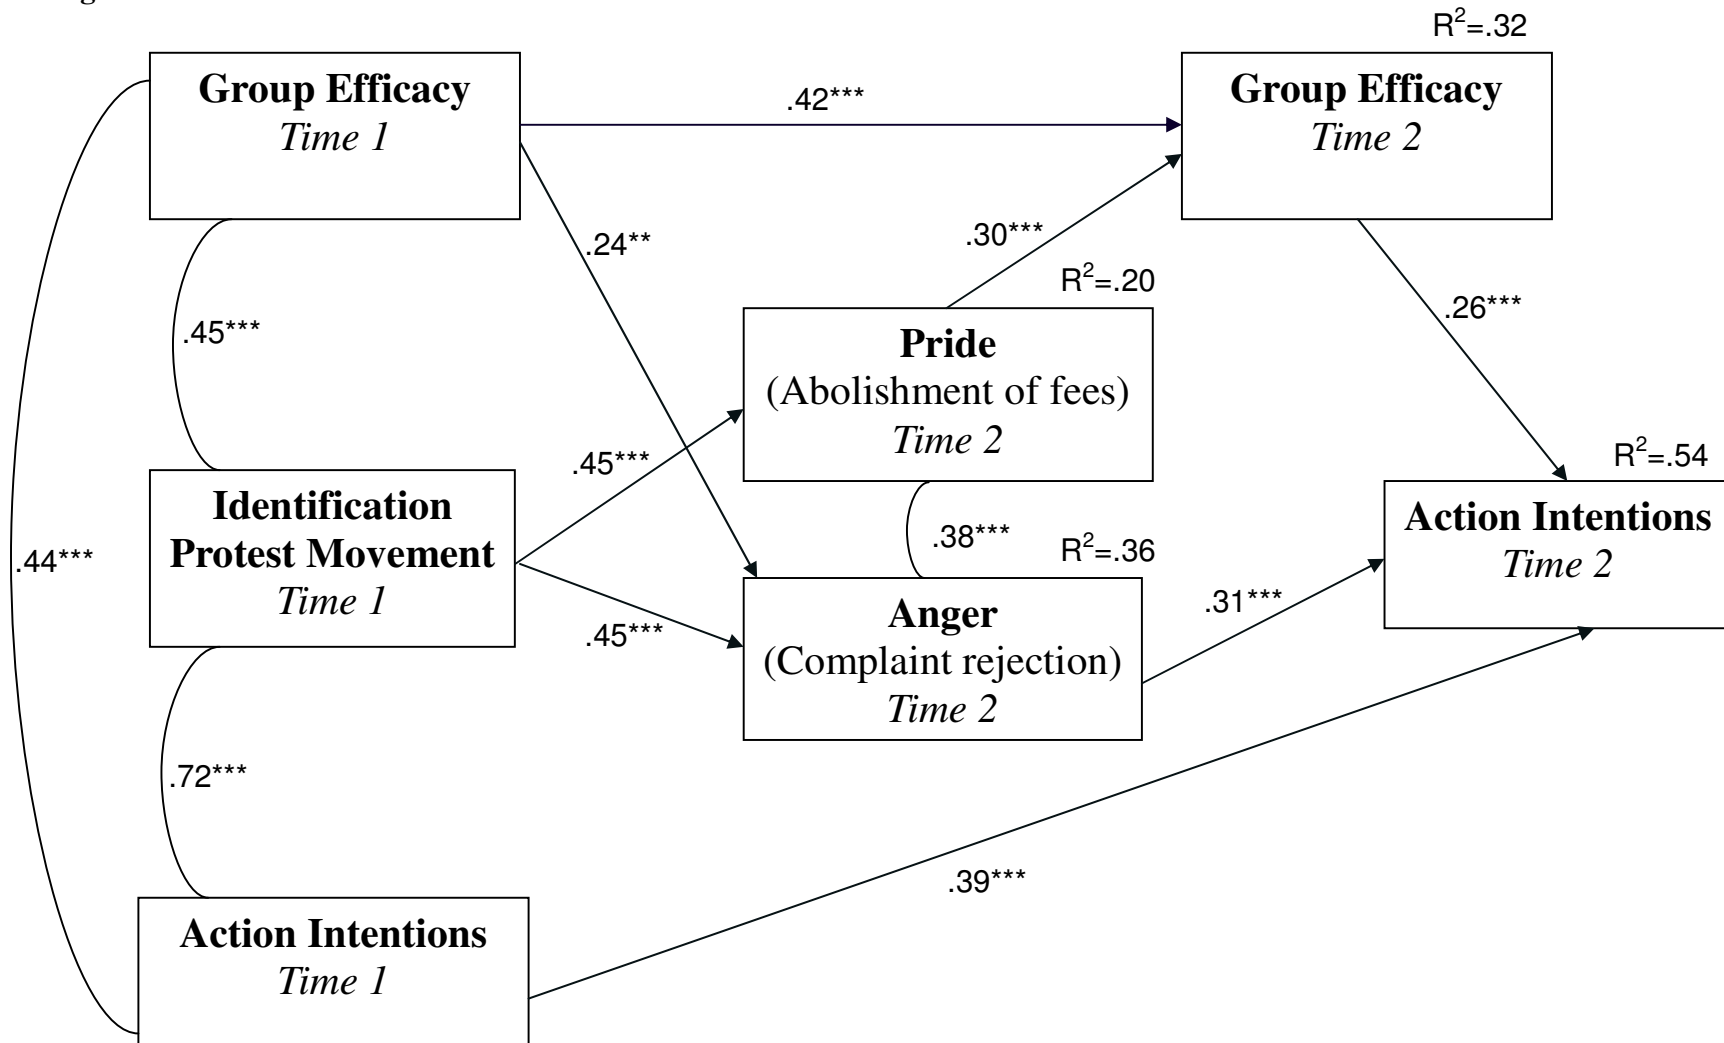 R²=.32
Group Efficacy
Time 1
.42***
Group Efficacy
Time 2
.24**
.30***
R²=.20
.45***
.26***
Pride
(Abolishment of fees)
Time 2
.45***
R²=.54
Identification
Protest Movement
Time 1
.38***
R²=.36
Action Intentions
Time 2
.44***
Anger
(Complaint rejection)
Time 2
.45***
.31***
.72***
.39***
Action Intentions
Time 1